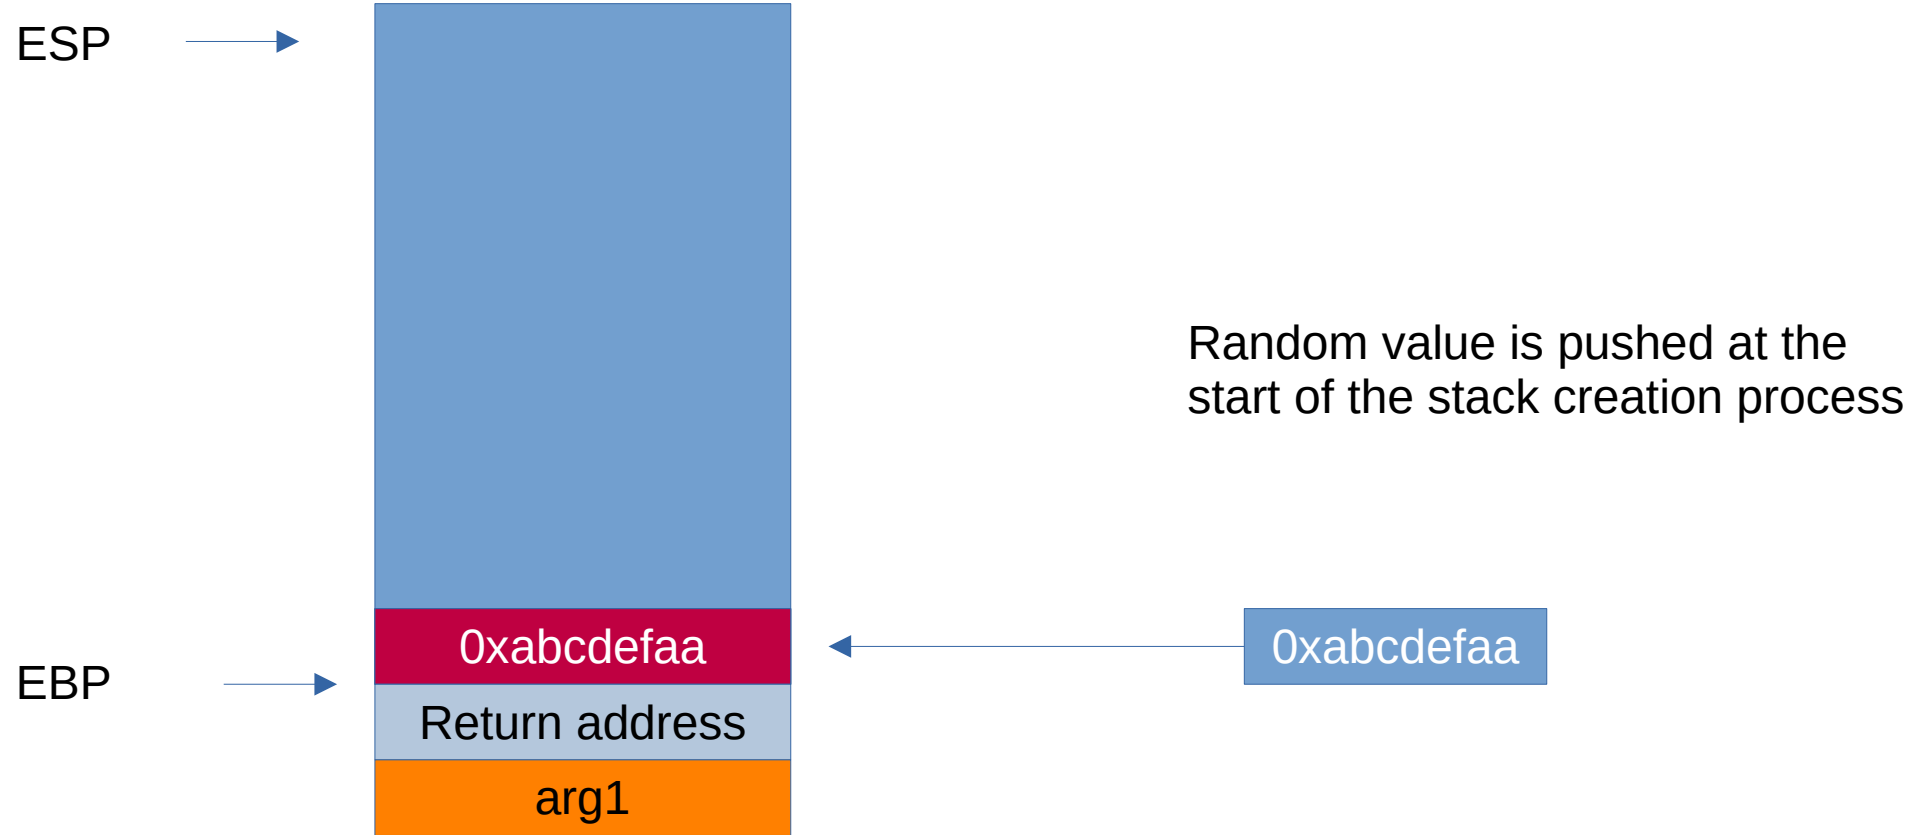 ESP
Random value is pushed at the
start of the stack creation process
0xabcdefaa
0xabcdefaa
EBP
Return address
arg1